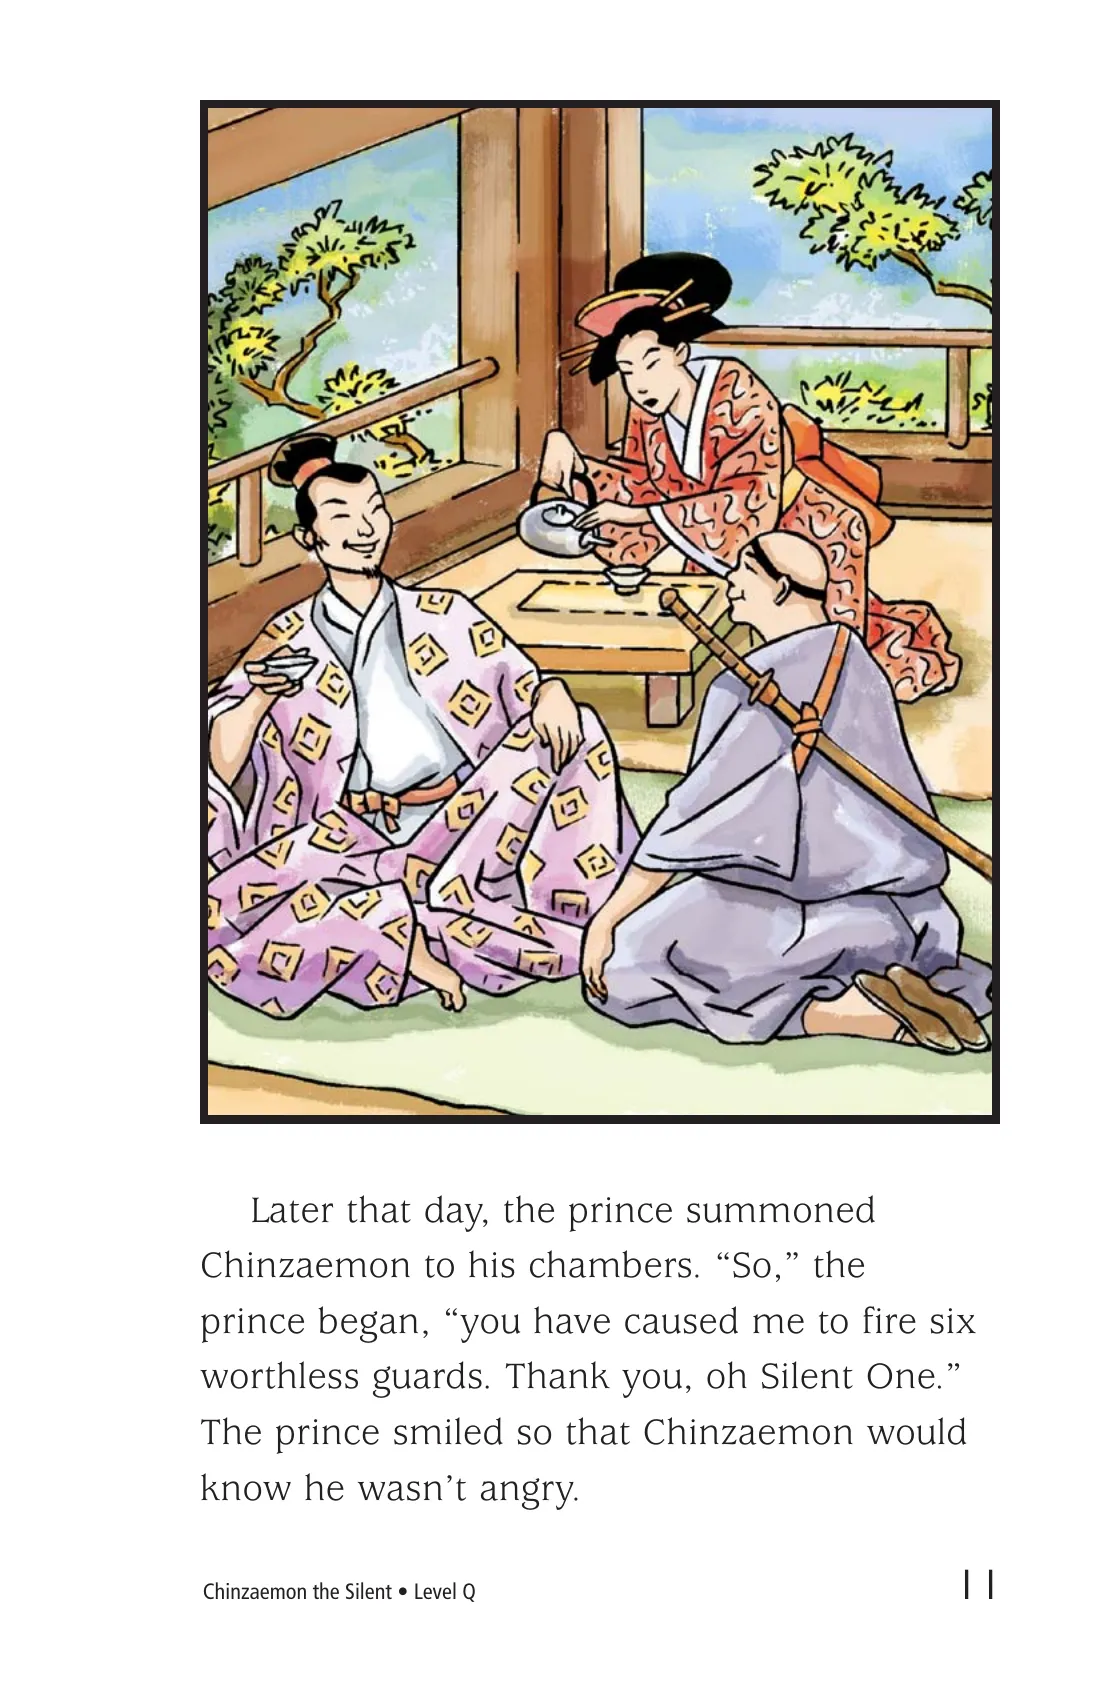 Later that day, the prince summoned
Chinzaemon to his chambers. “So,” the
prince began, “you have caused me to fire six
worthless guards. Thank you, oh Silent One.”
The prince smiled so that Chinzaemon would
know he wasn’t angry.
Chinzaemon the Silent • Level Q
11